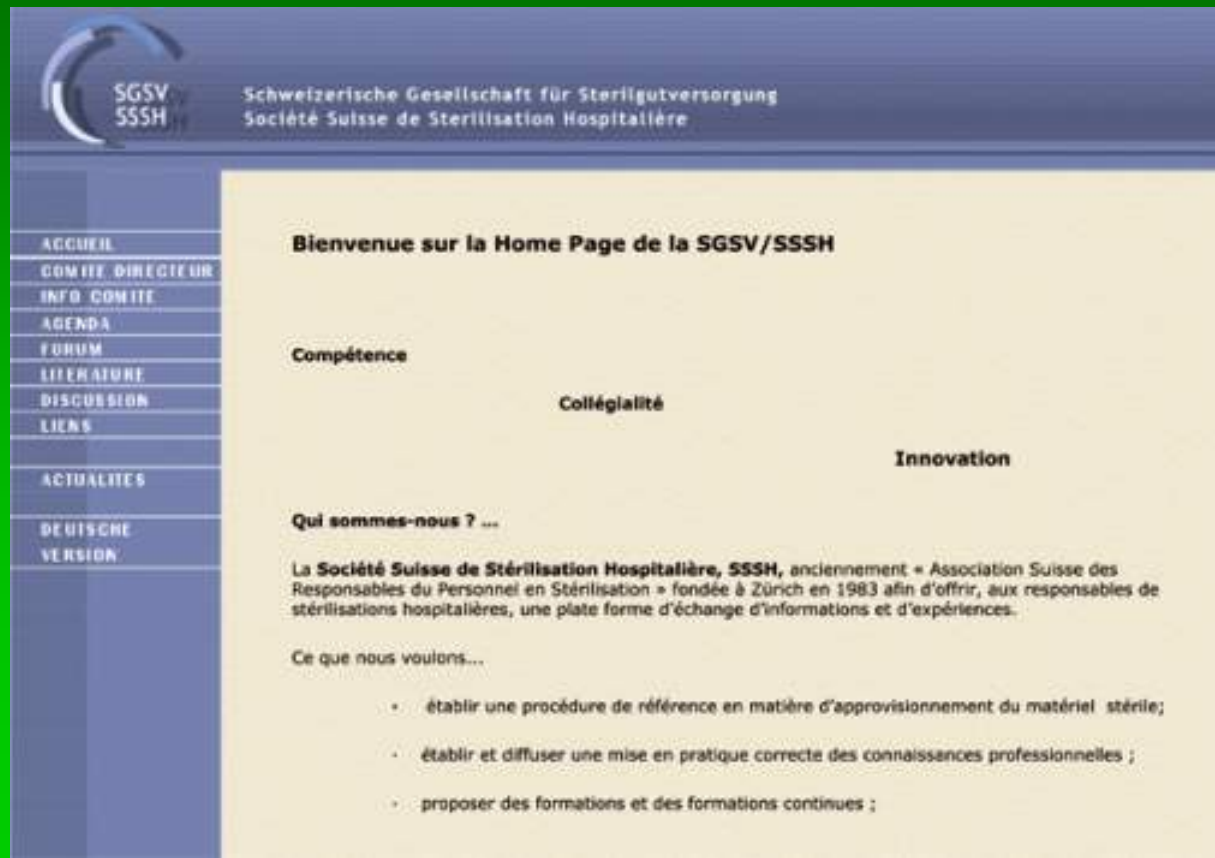 SGSV
SSSH
Schweizerische Gesellschaft für Sterilgutversorgung
Société Suisse de Sterilisation Hospitalière
ACCUEIL
COMITE DIRECTEUR
INFO COMITE
AGENDA
FORUM
LITERATURE
DISCUSSION
LIENS
ACTUALITES
DEUTSCHE
VERSION
Bienvenue sur la Home Page de la SGSV/SSSH
Compétence
Collégialité
Innovation
Qui sommes-nous ? ...
La Société Suisse de Stérilisation Hospitalière, SSSH, anciennement « Association Suisse des
Responsables du Personnel en Stérilisation » fondée à Zürich en 1983 afin d'offrir, aux responsables de
stérilisations hospitalières, une plate forme d'échange d'informations et d'expériences.
Ce que nous voulons...
· établir une procédure de référence en matière d'approvisionnement du matériel stérile;
· établir et diffuser une mise en pratique correcte des connaissances professionnelles ;
· proposer des formations et des formations continues ;